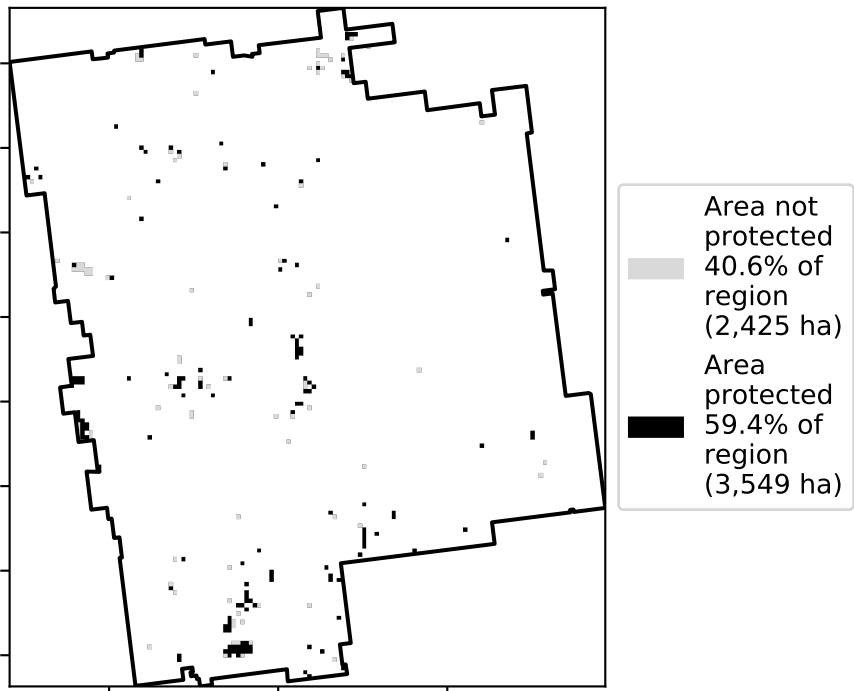 Area not
protected
40.6% of
region
(2,425 ha)
Area
protected
59.4% of
region
(3,549 ha)